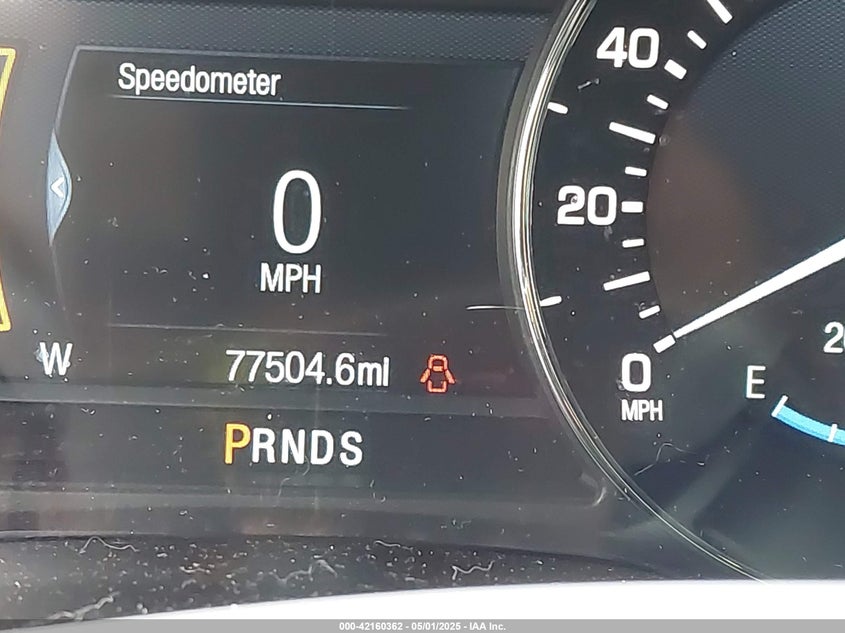 Speedometer
0
MPH
W
77504.6mi
PRNDS
40
20
0
MPH
E
000-42160362 - 05/01/2025 - IAA Inc.